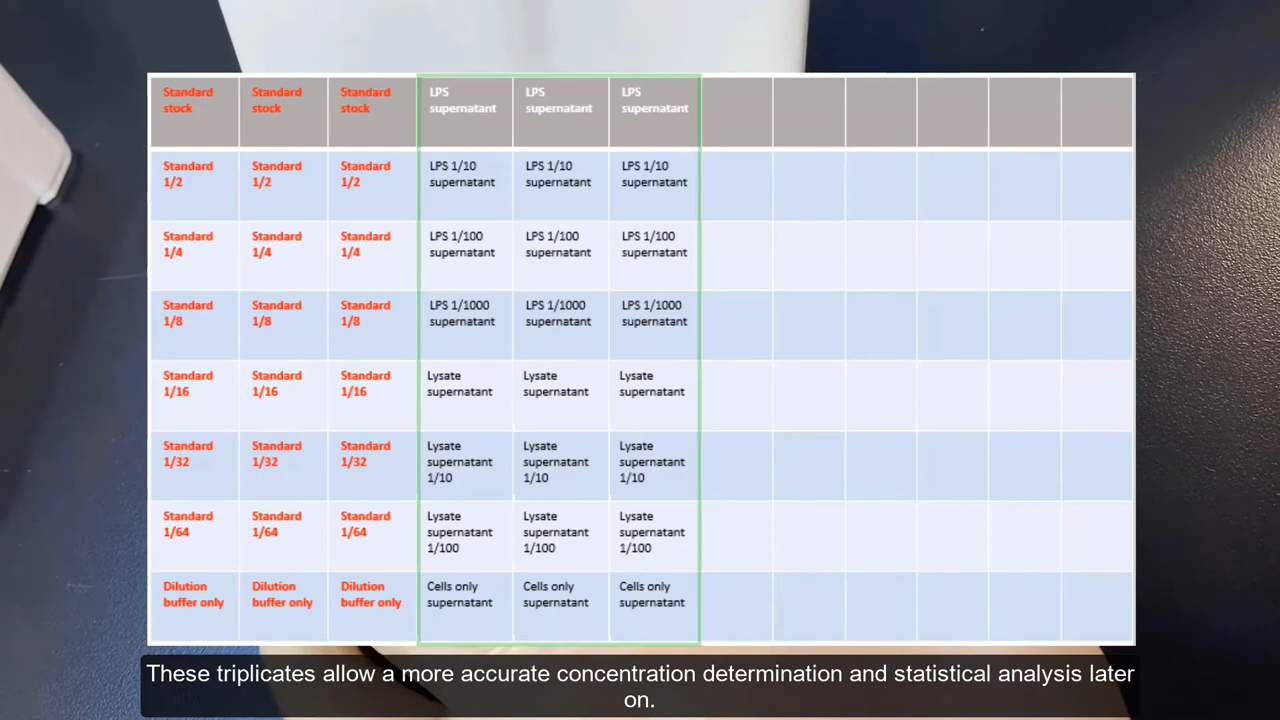 Standard stock Standard stock Standard stock LPS supernatant LPS supernatant LPS supernatant
Standard 1/2 Standard 1/2 Standard 1/2 LPS 1/10 supernatant LPS 1/10 supernatant LPS 1/10 supernatant
Standard 1/4 Standard 1/4 Standard 1/4 LPS 1/100 supernatant LPS 1/100 supernatant LPS 1/100 supernatant
Standard 1/8 Standard 1/8 Standard 1/8 LPS 1/1000 supernatant LPS 1/1000 supernatant LPS 1/1000 supernatant
Standard 1/16 Standard 1/16 Standard 1/16 Lysate supernatant Lysate supernatant Lysate supernatant
Standard 1/32 Standard 1/32 Standard 1/32 Lysate supernatant 1/10 Lysate supernatant 1/10 Lysate supernatant 1/10
Standard 1/64 Standard 1/64 Standard 1/64 Lysate supernatant 1/100 Lysate supernatant 1/100 Lysate supernatant 1/100
Dilution buffer only Dilution buffer only Dilution buffer only Cells only supernatant Cells only supernatant Cells only supernatant
These triplicates allow a more accurate concentration determination and statistical analysis later
on.